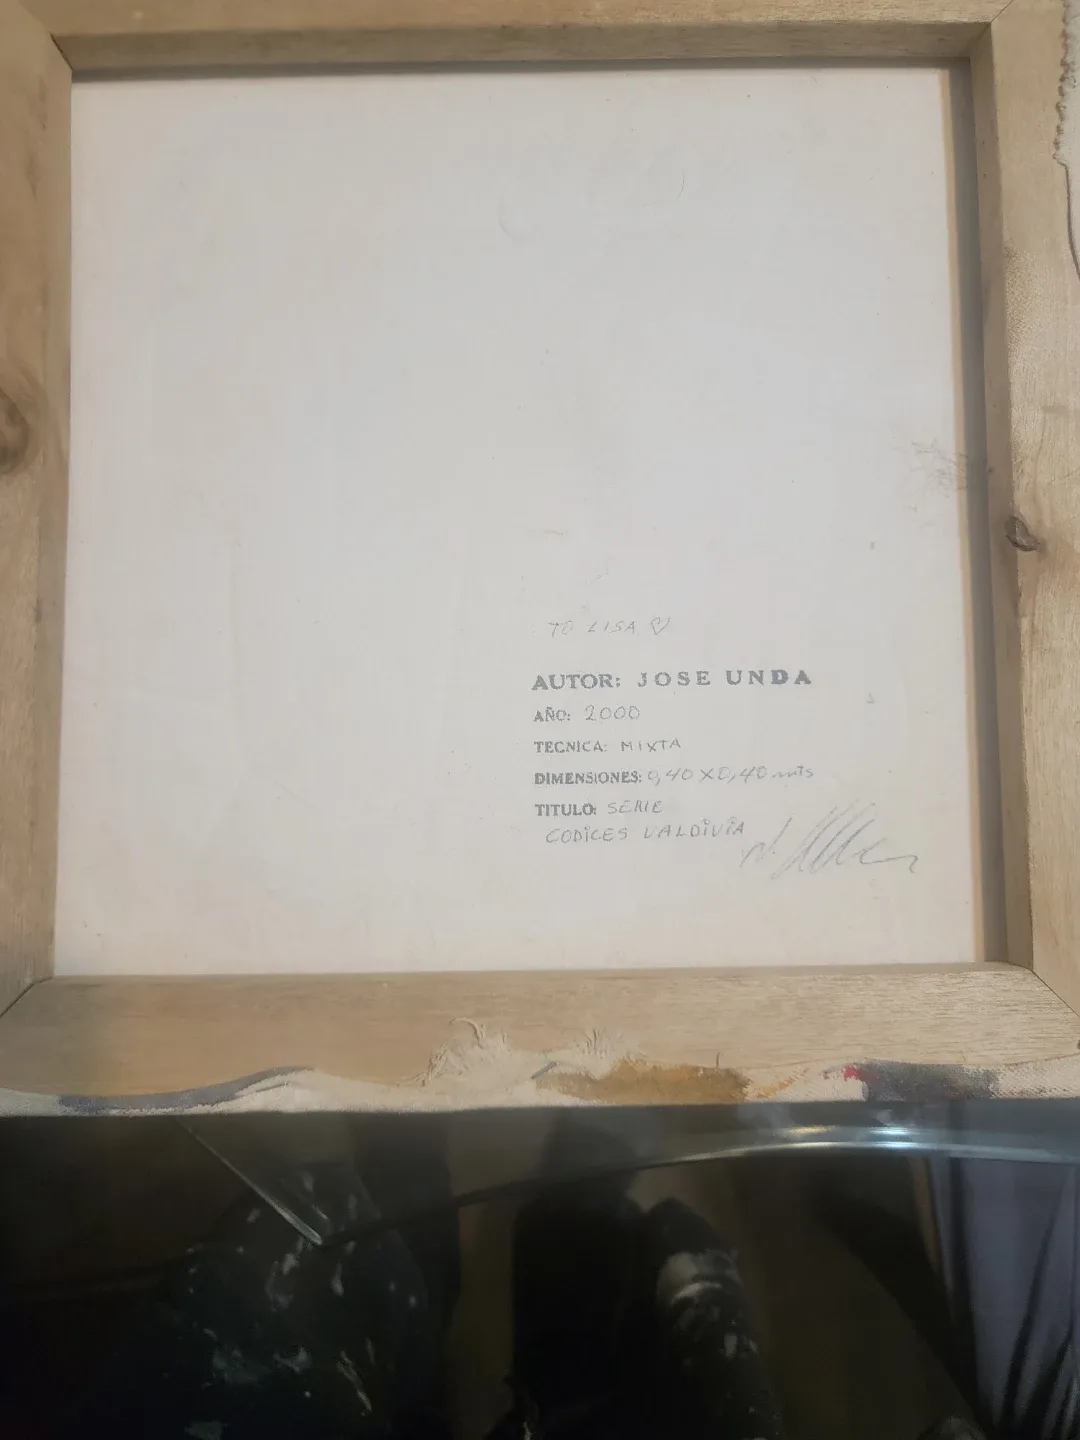 TO LISA ♡
AUTOR: JOSE UNDA
AÑO: 2000
TECNICA: MIXTA
DIMENSIONES: 0,40 X 0,40 mts
TITULO: SERIE
CODICES VALDIVIA